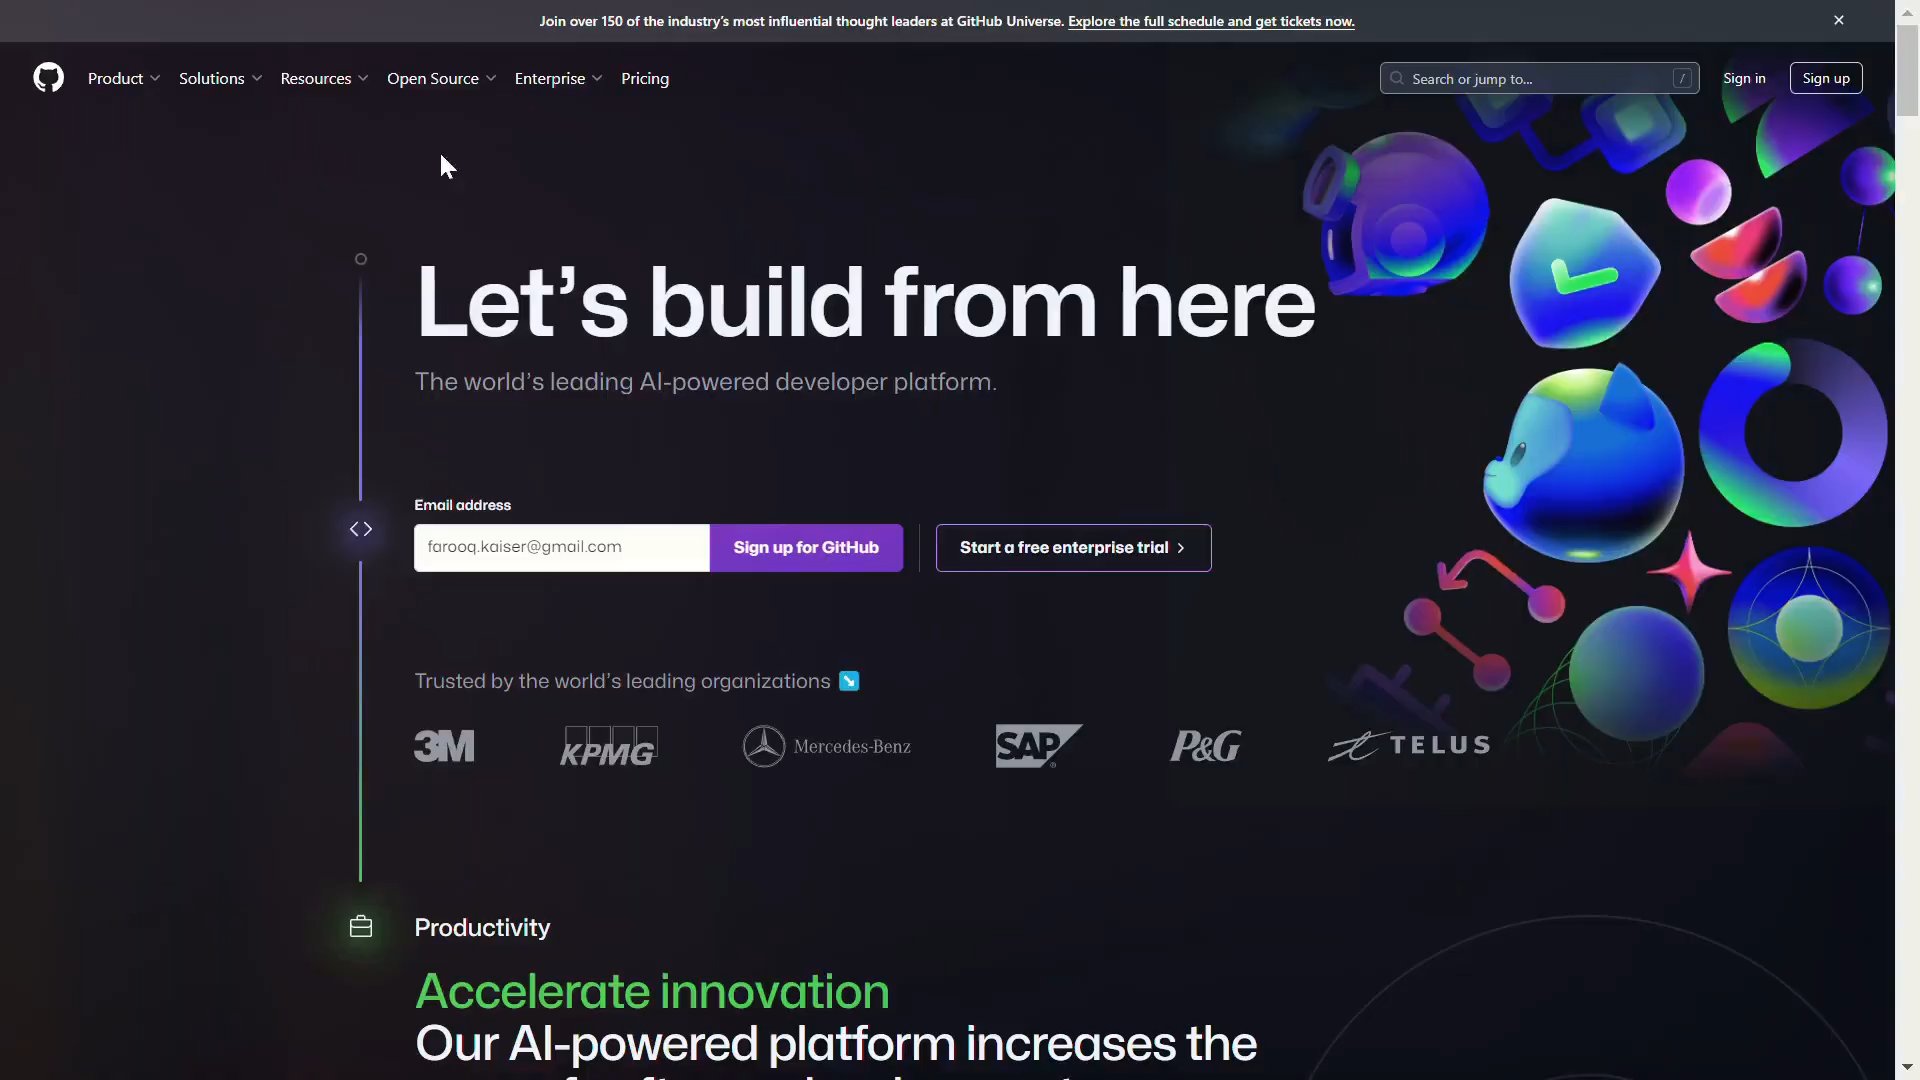 Join over 150 of the industry's most influential thought leaders at GitHub Universe. Explore the full schedule and get tickets now.
Product Solutions Resources Open Source Enterprise Pricing Search or jump to... / Sign in Sign up
Let’s build from here
The world’s leading AI-powered developer platform.
Email address
farooq.kaiser@gmail.com Sign up for GitHub Start a free enterprise trial
Trusted by the world’s leading organizations
3M KPMG Mercedes-Benz SAP P&G TELUS
Productivity
Accelerate innovation
Our AI-powered platform increases the